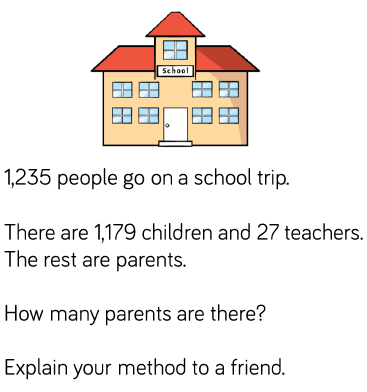 School
1,235 people go on a school trip.
There are 1,179 children and 27 teachers.
The rest are parents.
How many parents are there?
Explain your method to a friend.